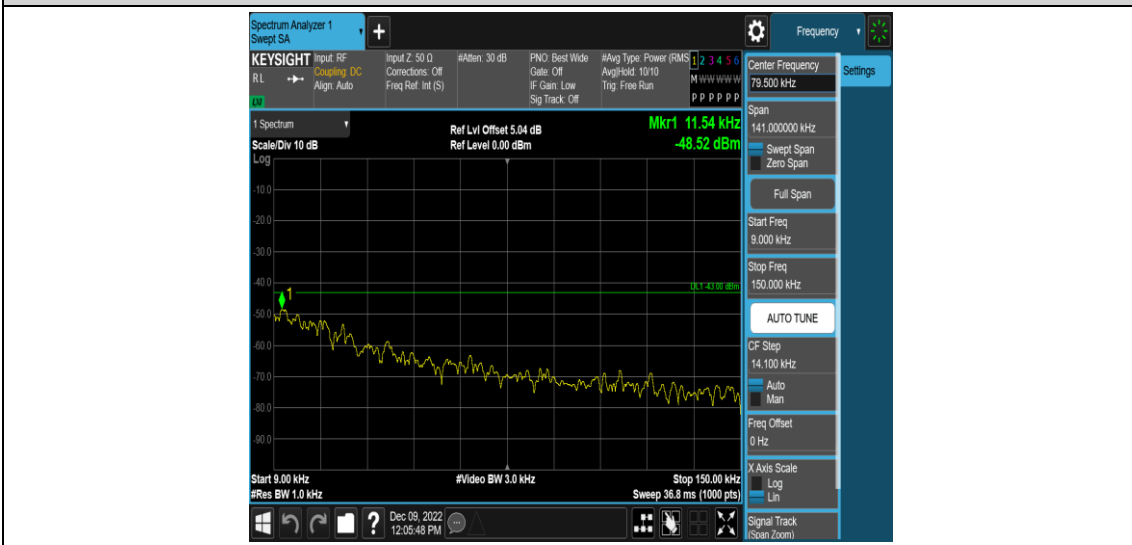 Spectrum Analyzer 1
Swept SA
+
Frequency
KEYSIGHT
Input: RF
Coupling: DC
Align: Auto
RL
Input Z: 50 Ω
Corrections: Off
Freq Ref: Int (S)
#Atten: 30 dB
PNO: Best Wide
Gate: Off
IF Gain: Low
Sig Track: Off
#Avg Type: Power (RMS
Avg|Hold: 10/10
Trig: Free Run
1 2 3 4 5 6
M W W W W W
P P P P P P
Center Frequency
79.500 kHz
Settings
Span
141.000000 kHz
Swept Span
Zero Span
Full Span
Start Freq
9.000 kHz
Stop Freq
150.000 kHz
AUTO TUNE
CF Step
14.100 kHz
Auto
Man
Freq Offset
0 Hz
X Axis Scale
Log
Lin
Signal Track
(Span Zoom)
1 Spectrum
Scale/Div 10 dB
Log
Ref Lvl Offset 5.04 dB
Ref Level 0.00 dBm
Mkr1 11.54 kHz
-48.52 dBm
-10.0
-20.0
-30.0
-40.0
-50.0
-60.0
-70.0
-80.0
-90.0
DL1 -43.00 dBm
1
Start 9.00 kHz
#Res BW 1.0 kHz
#Video BW 3.0 kHz
Stop 150.00 kHz
Sweep 36.8 ms (1000 pts)
?
Dec 09, 2022
12:05:48 PM